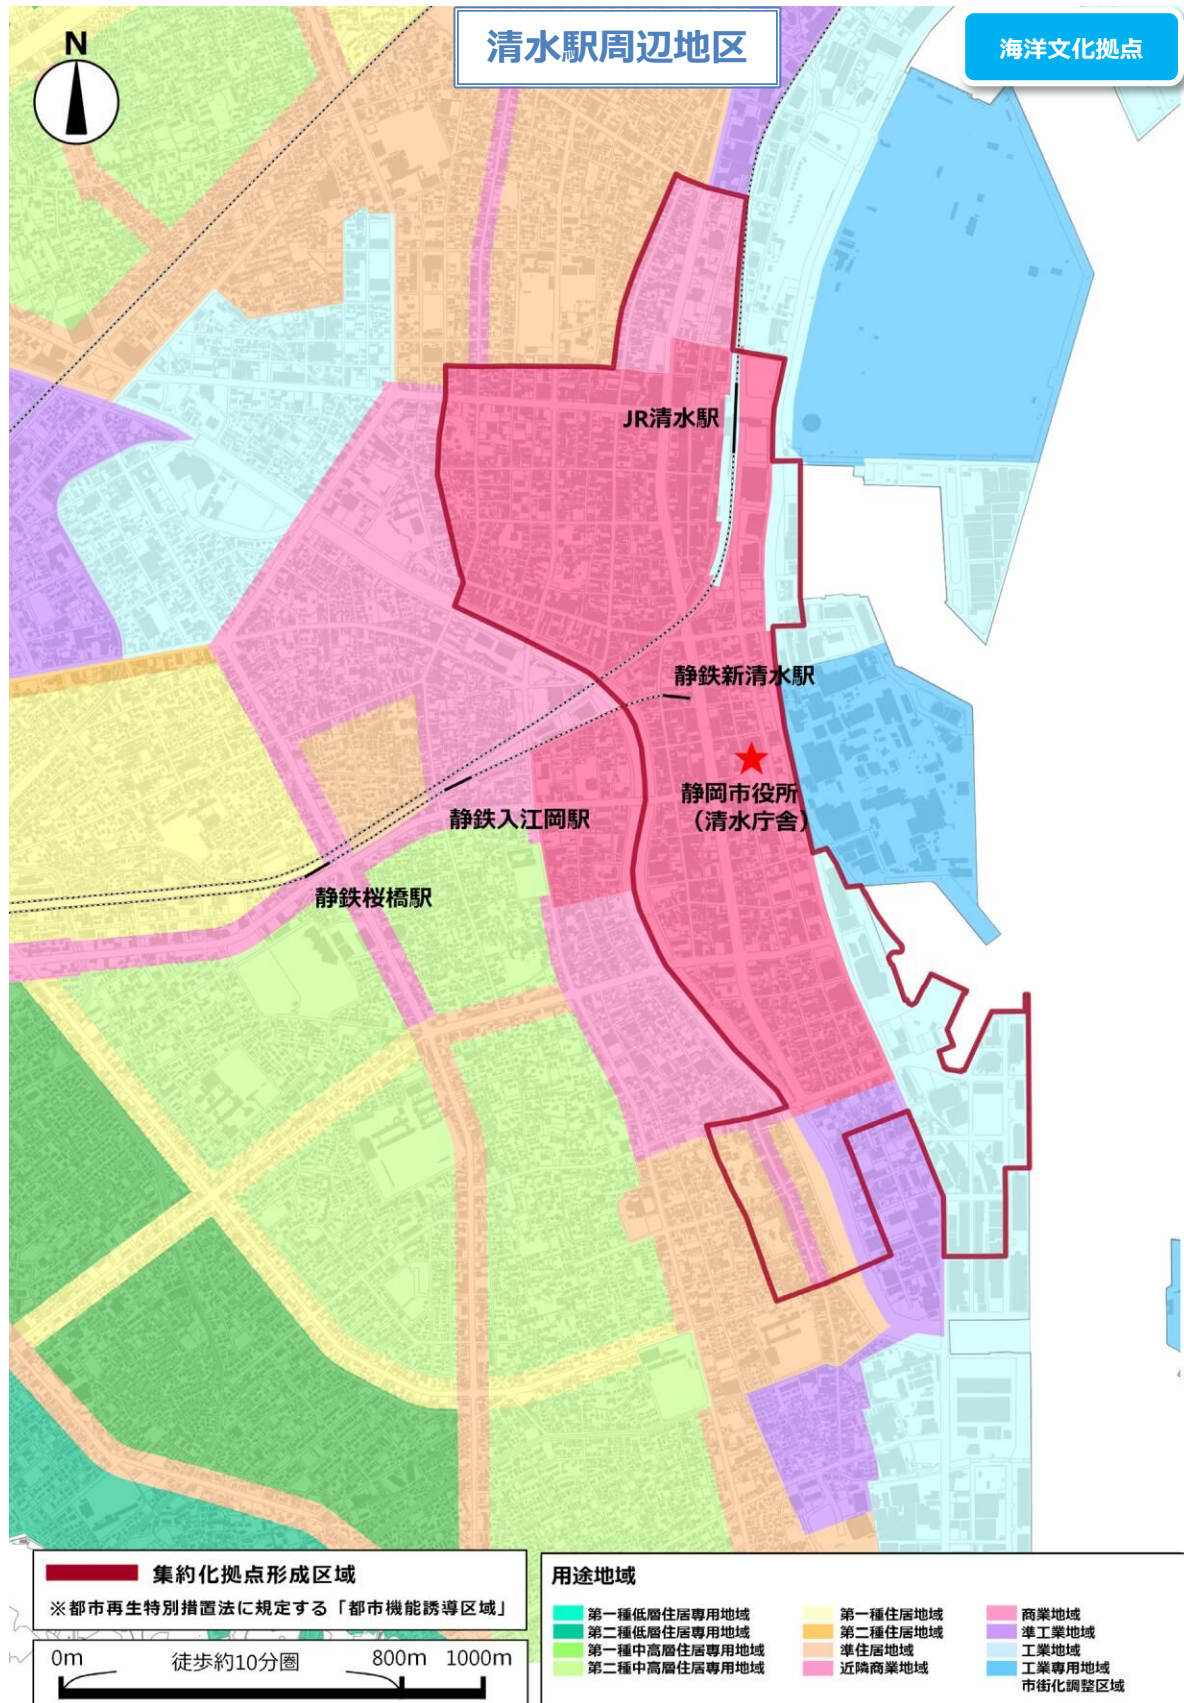 清水駅周辺地区
海洋文化拠点
N
JR清水駅
静鉄新清水駅
静岡市役所
（清水庁舎）
静鉄入江岡駅
静鉄桜橋駅
集約化拠点形成区域
※都市再生特別措置法に規定する「都市機能誘導区域」
0m 徒歩約10分圏 800m 1000m
用途地域
第一種低層住居専用地域
第二種低層住居専用地域
第一種中高層住居専用地域
第二種中高層住居専用地域
第一種住居地域
第二種住居地域
準住居地域
近隣商業地域
商業地域
準工業地域
工業地域
工業専用地域
市街化調整区域